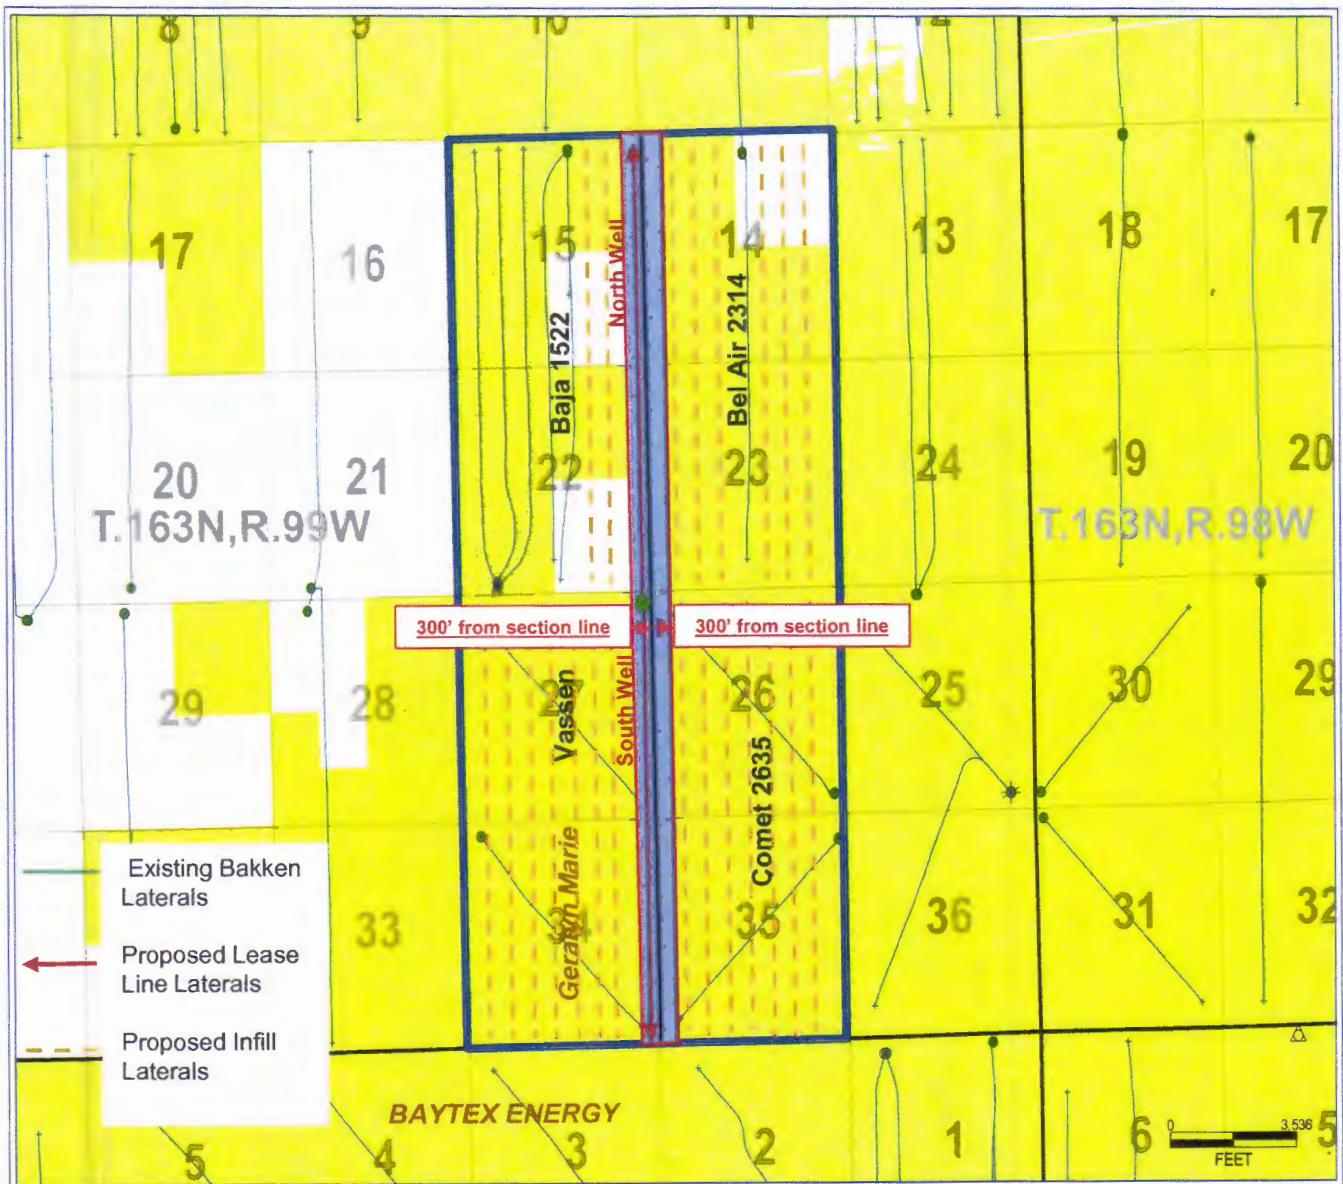 8
9
10
11
17
16
15
14
13
18
17
North Well
Baja 1522
Bel Air 2314
20
21
22
23
24
19
20
T.163N,R.99W
T.163N,R.98W
300' from section line
300' from section line
29
28
Vassen
South Well
26
25
30
29
Comet 2635
Geralyn Marie
33
35
36
31
32
Existing Bakken
Laterals
Proposed Lease
Line Laterals
Proposed Infill
Laterals
BAYTEX ENERGY
5
4
3
2
1
6
5
0 3,536
FEET